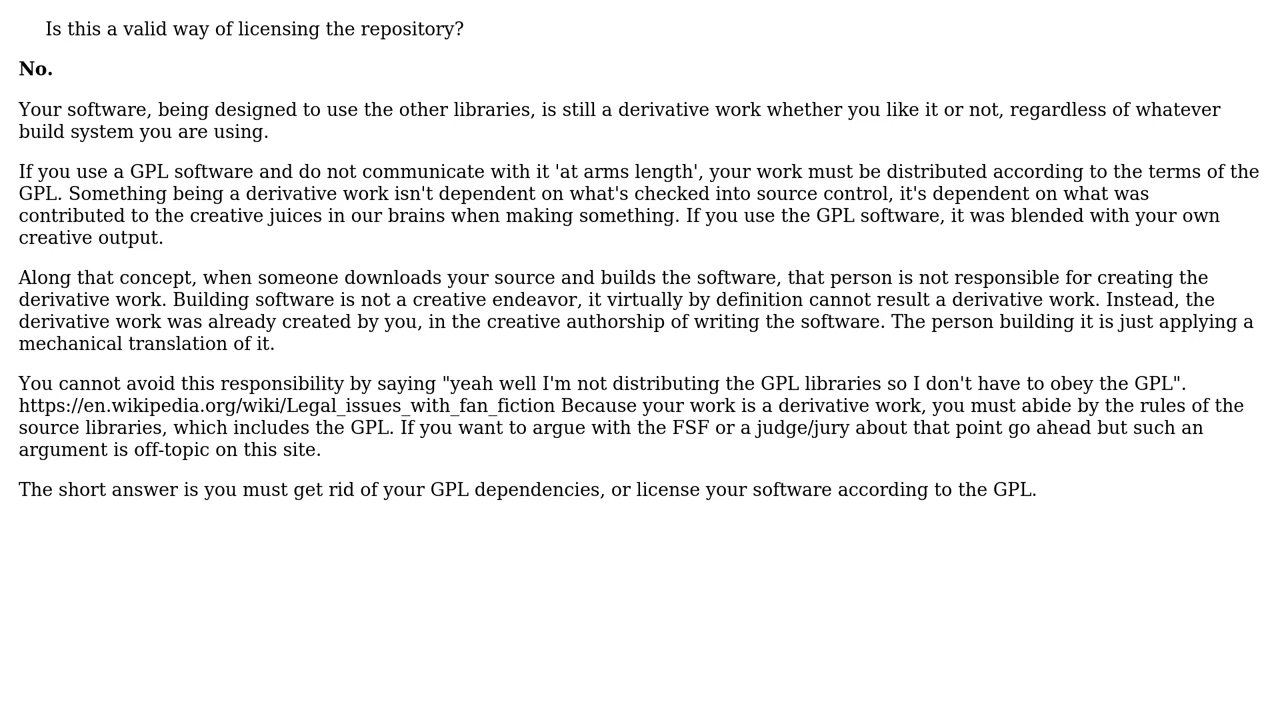 Is this a valid way of licensing the repository?
No.
Your software, being designed to use the other libraries, is still a derivative work whether you like it or not, regardless of whatever
build system you are using.
If you use a GPL software and do not communicate with it 'at arms length', your work must be distributed according to the terms of the
GPL. Something being a derivative work isn't dependent on what's checked into source control, it's dependent on what was
contributed to the creative juices in our brains when making something. If you use the GPL software, it was blended with your own
creative output.
Along that concept, when someone downloads your source and builds the software, that person is not responsible for creating the
derivative work. Building software is not a creative endeavor, it virtually by definition cannot result a derivative work. Instead, the
derivative work was already created by you, in the creative authorship of writing the software. The person building it is just applying a
mechanical translation of it.
You cannot avoid this responsibility by saying "yeah well I'm not distributing the GPL libraries so I don't have to obey the GPL".
https://en.wikipedia.org/wiki/Legal_issues_with_fan_fiction Because your work is a derivative work, you must abide by the rules of the
source libraries, which includes the GPL. If you want to argue with the FSF or a judge/jury about that point go ahead but such an
argument is off-topic on this site.
The short answer is you must get rid of your GPL dependencies, or license your software according to the GPL.